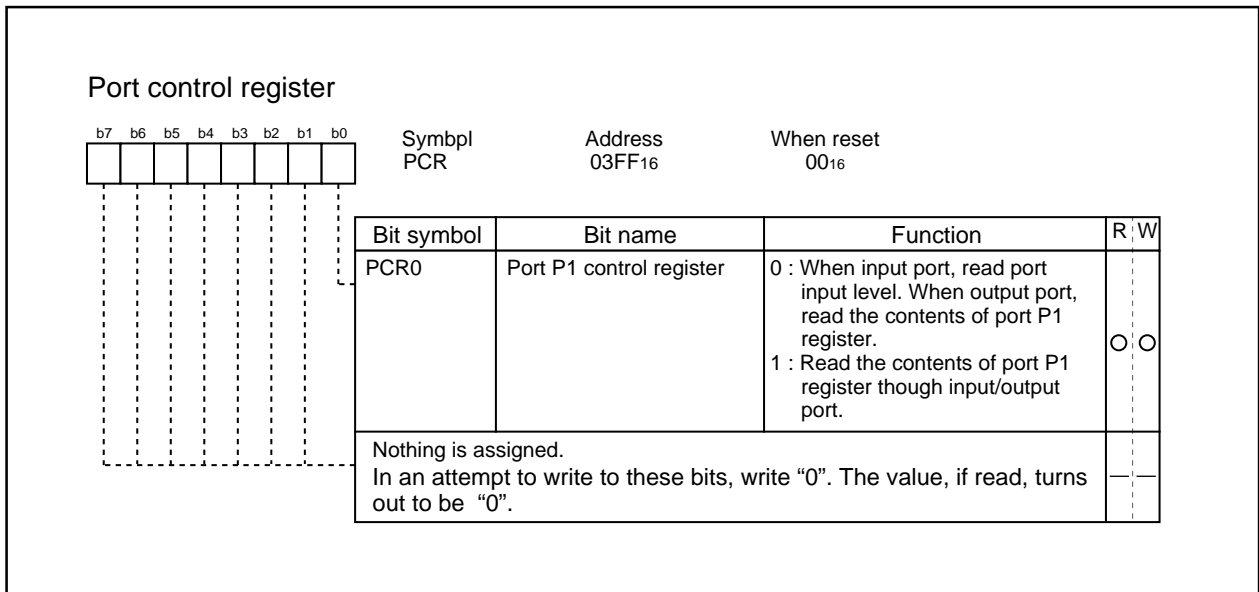 Port control register
b7 b6 b5 b4 b3 b2 b1 b0
Symbpl Address When reset
PCR 03FF16 0016
Bit symbol Bit name Function R W
PCR0 Port P1 control register 0 : When input port, read port
input level. When output port,
read the contents of port P1
register.
1 : Read the contents of port P1
register though input/output
port.
Nothing is assigned.
In an attempt to write to these bits, write “0”. The value, if read, turns
out to be “0”.